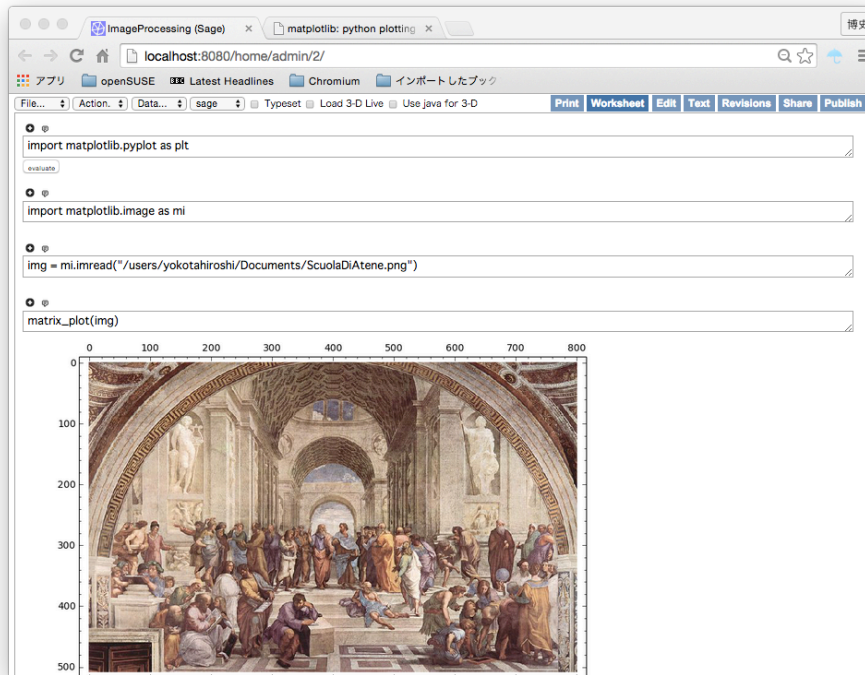 ImageProcessing (Sage)
matplotlib: python plotting
localhost:8080/home/admin/2/
アプリ openSUSE Latest Headlines Chromium インポートしたブック
File... Action. Data... sage Typeset Load 3-D Live Use java for 3-D Print Worksheet Edit Text Revisions Share Publish
import matplotlib.pyplot as plt
evaluate
import matplotlib.image as mi
img = mi.imread("/users/yokotahiroshi/Documents/ScuolaDiAtene.png")
matrix_plot(img)
0 100 200 300 400 500 600 700 800
0
100
200
300
400
500